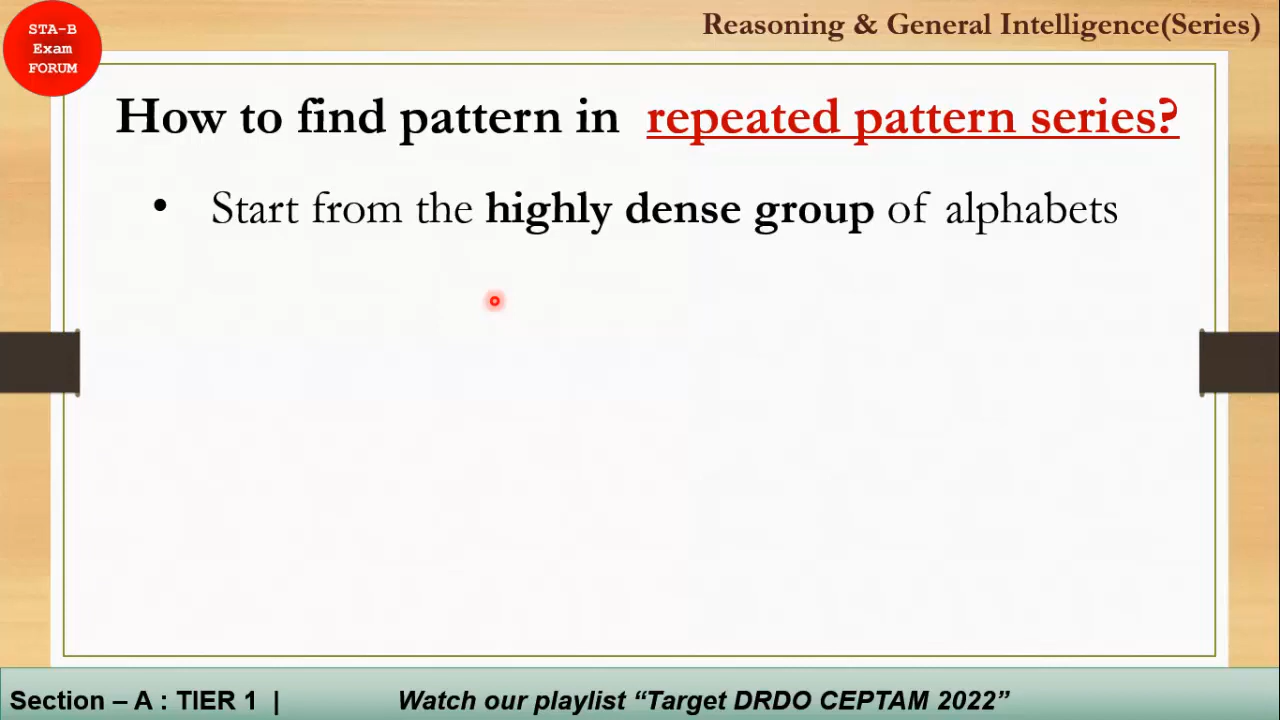 STA-B
Exam
FORUM
Reasoning & General Intelligence(Series)
How to find pattern in repeated pattern series?
• Start from the highly dense group of alphabets
Section – A : TIER 1 | Watch our playlist “Target DRDO CEPTAM 2022”